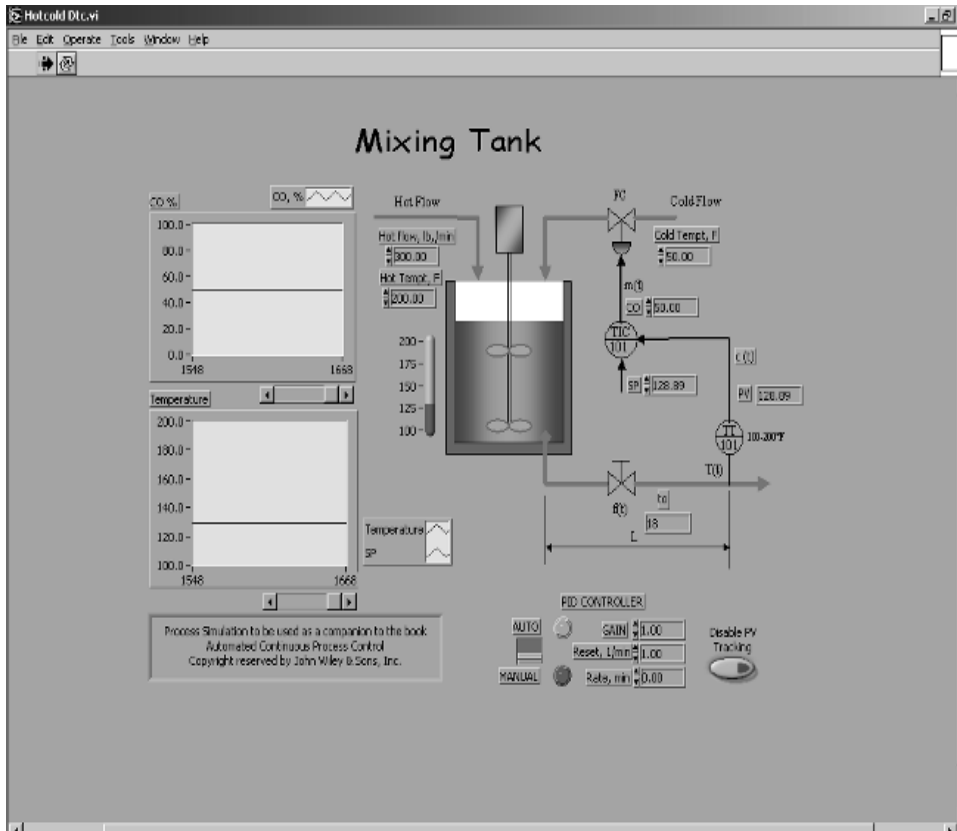 Hotcold Dtc.vi
File Edit Operate Tools Window Help
Mixing Tank
CO %
CO, %
100.0
80.0
60.0
40.0
20.0
0.0
1548 1668
Temperature
200.0
180.0
160.0
140.0
120.0
100.0
1548 1668
Temperature
SP
Hot Flow
Hot Flow, lb,/min
300.00
Hot Tempt, F
200.00
200
175
150
125
100
FC
Cold Flow
Cold Tempt, F
50.00
m(t)
CO 50.00
TIC
101
c(t)
SP 128.89
PV 128.89
TT
101
100-200°F
T(t)
f(t)
to
18
L
Process Simulation to be used as a companion to the book
Automated Continuous Process Control
Copyright reserved by John Wiley & Sons, Inc.
PID CONTROLLER
AUTO
MANUAL
GAIN 1.00
Reset, 1/min 1.00
Rate, min 0.00
Disable PV
Tracking